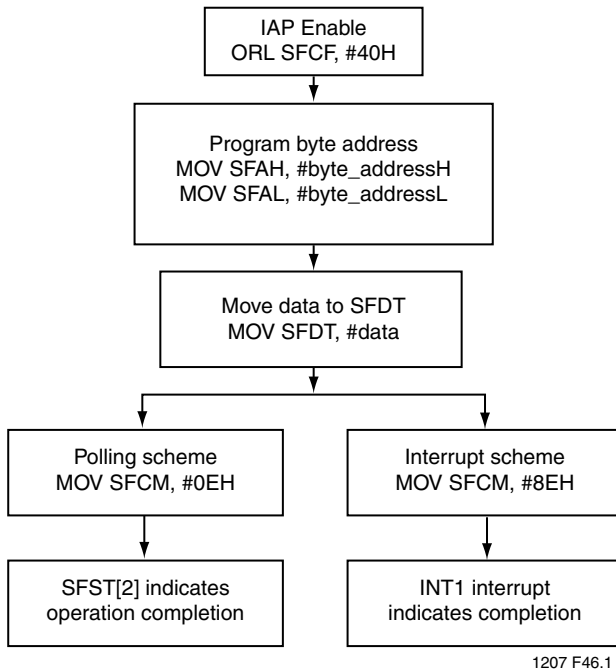 IAP Enable
ORL SFCF, #40H
Program byte address
MOV SFAH, #byte_addressH
MOV SFAL, #byte_addressL
Move data to SFDT
MOV SFDT, #data
Polling scheme
MOV SFCM, #0EH
Interrupt scheme
MOV SFCM, #8EH
SFST[2] indicates
operation completion
INT1 interrupt
indicates completion
1207 F46.1